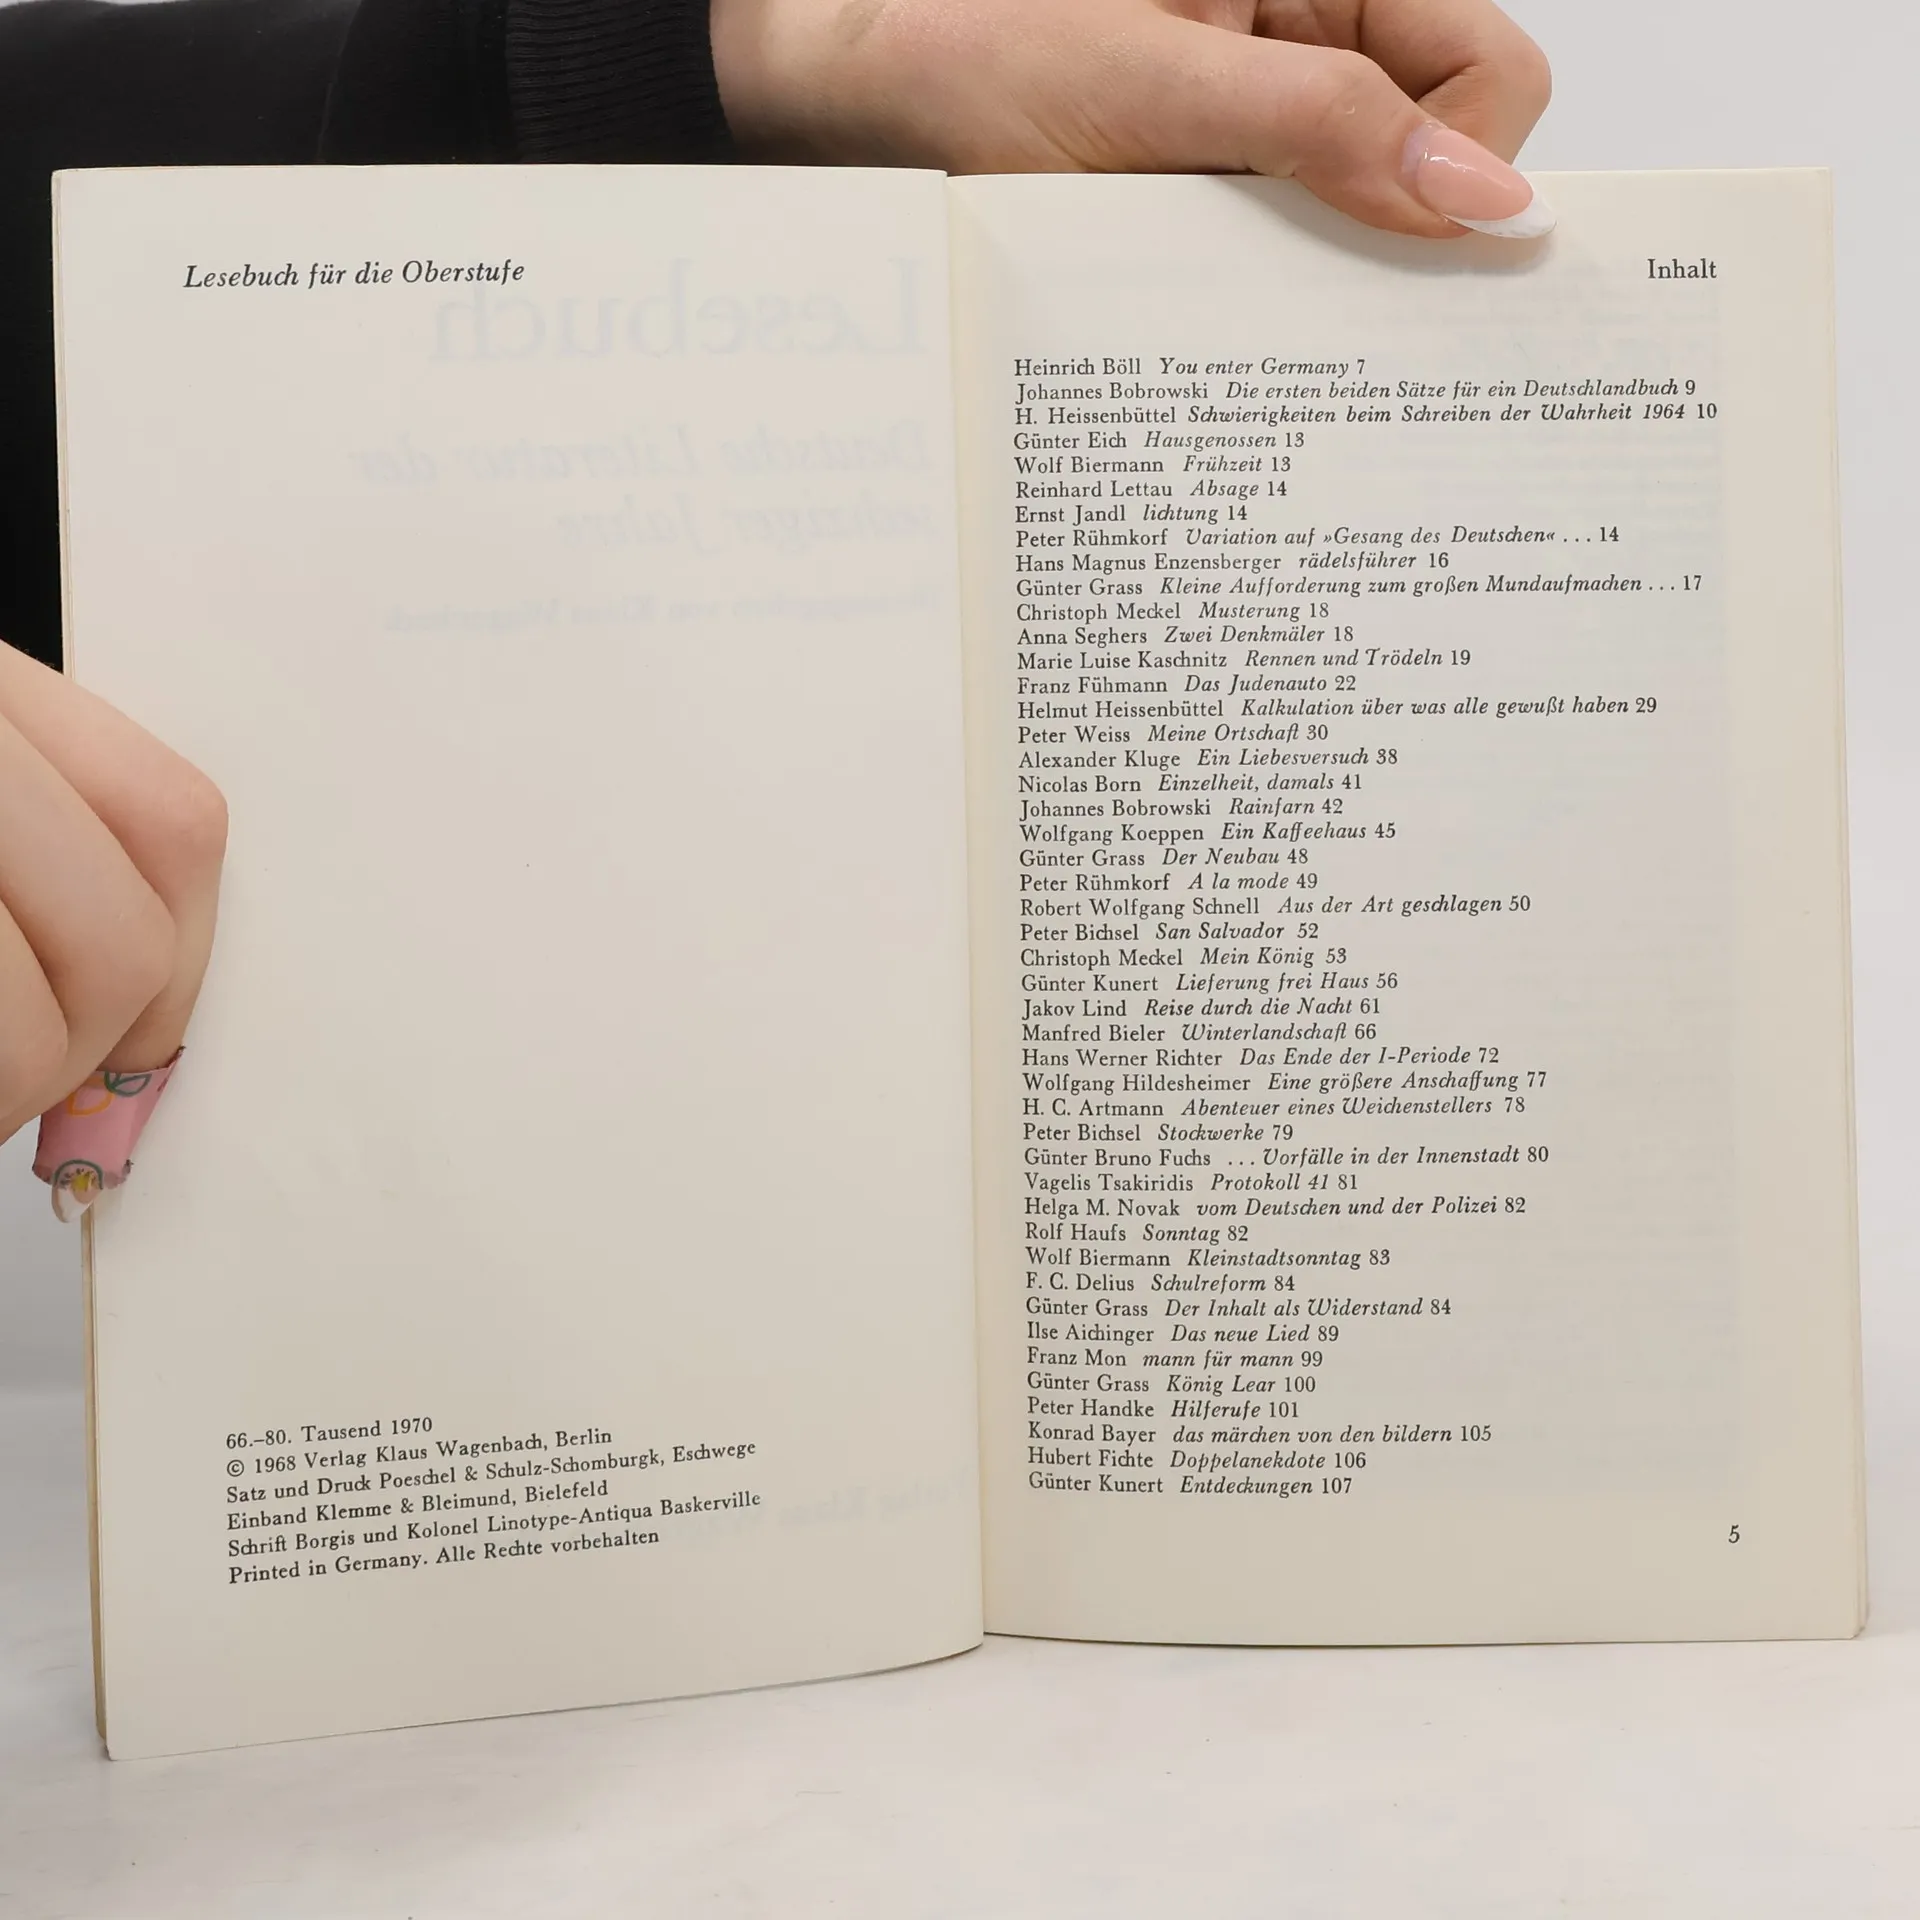 Lesebuch für die Oberstufe
66.–80. Tausend 1970
© 1968 Verlag Klaus Wagenbach, Berlin
Satz und Druck Poeschel & Schulz-Schomburgk, Eschwege
Einband Klemme & Bleimund, Bielefeld
Schrift Borgis und Kolonel Linotype-Antiqua Baskerville
Printed in Germany. Alle Rechte vorbehalten
Inhalt
Heinrich Böll You enter Germany 7
Johannes Bobrowski Die ersten beiden Sätze für ein Deutschlandbuch 9
H. Heissenbüttel Schwierigkeiten beim Schreiben der Wahrheit 1964 10
Günter Eich Hausgenossen 13
Wolf Biermann Frühzeit 13
Reinhard Lettau Absage 14
Ernst Jandl lichtung 14
Peter Rühmkorf Variation auf »Gesang des Deutschen« ... 14
Hans Magnus Enzensberger rädelsführer 16
Günter Grass Kleine Aufforderung zum großen Mundaufmachen ... 17
Christoph Meckel Musterung 18
Anna Seghers Zwei Denkmäler 18
Marie Luise Kaschnitz Rennen und Trödeln 19
Franz Fühmann Das Judenauto 22
Helmut Heissenbüttel Kalkulation über was alle gewußt haben 29
Peter Weiss Meine Ortschaft 30
Alexander Kluge Ein Liebesversuch 38
Nicolas Born Einzelheit, damals 41
Johannes Bobrowski Rainfarn 42
Wolfgang Koeppen Ein Kaffeehaus 45
Günter Grass Der Neubau 48
Peter Rühmkorf A la mode 49
Robert Wolfgang Schnell Aus der Art geschlagen 50
Peter Bichsel San Salvador 52
Christoph Meckel Mein König 53
Günter Kunert Lieferung frei Haus 56
Jakov Lind Reise durch die Nacht 61
Manfred Bieler Winterlandschaft 66
Hans Werner Richter Das Ende der I-Periode 72
Wolfgang Hildesheimer Eine größere Anschaffung 77
H. C. Artmann Abenteuer eines Weichenstellers 78
Peter Bichsel Stockwerke 79
Günter Bruno Fuchs ... Vorfälle in der Innenstadt 80
Vagelis Tsakiridis Protokoll 41 81
Helga M. Novak vom Deutschen und der Polizei 82
Rolf Haufs Sonntag 82
Wolf Biermann Kleinstadtsonntag 83
F. C. Delius Schulreform 84
Günter Grass Der Inhalt als Widerstand 84
Ilse Aichinger Das neue Lied 89
Franz Mon mann für mann 99
Günter Grass König Lear 100
Peter Handke Hilferufe 101
Konrad Bayer das märchen von den bildern 105
Hubert Fichte Doppelanekdote 106
Günter Kunert Entdeckungen 107
5